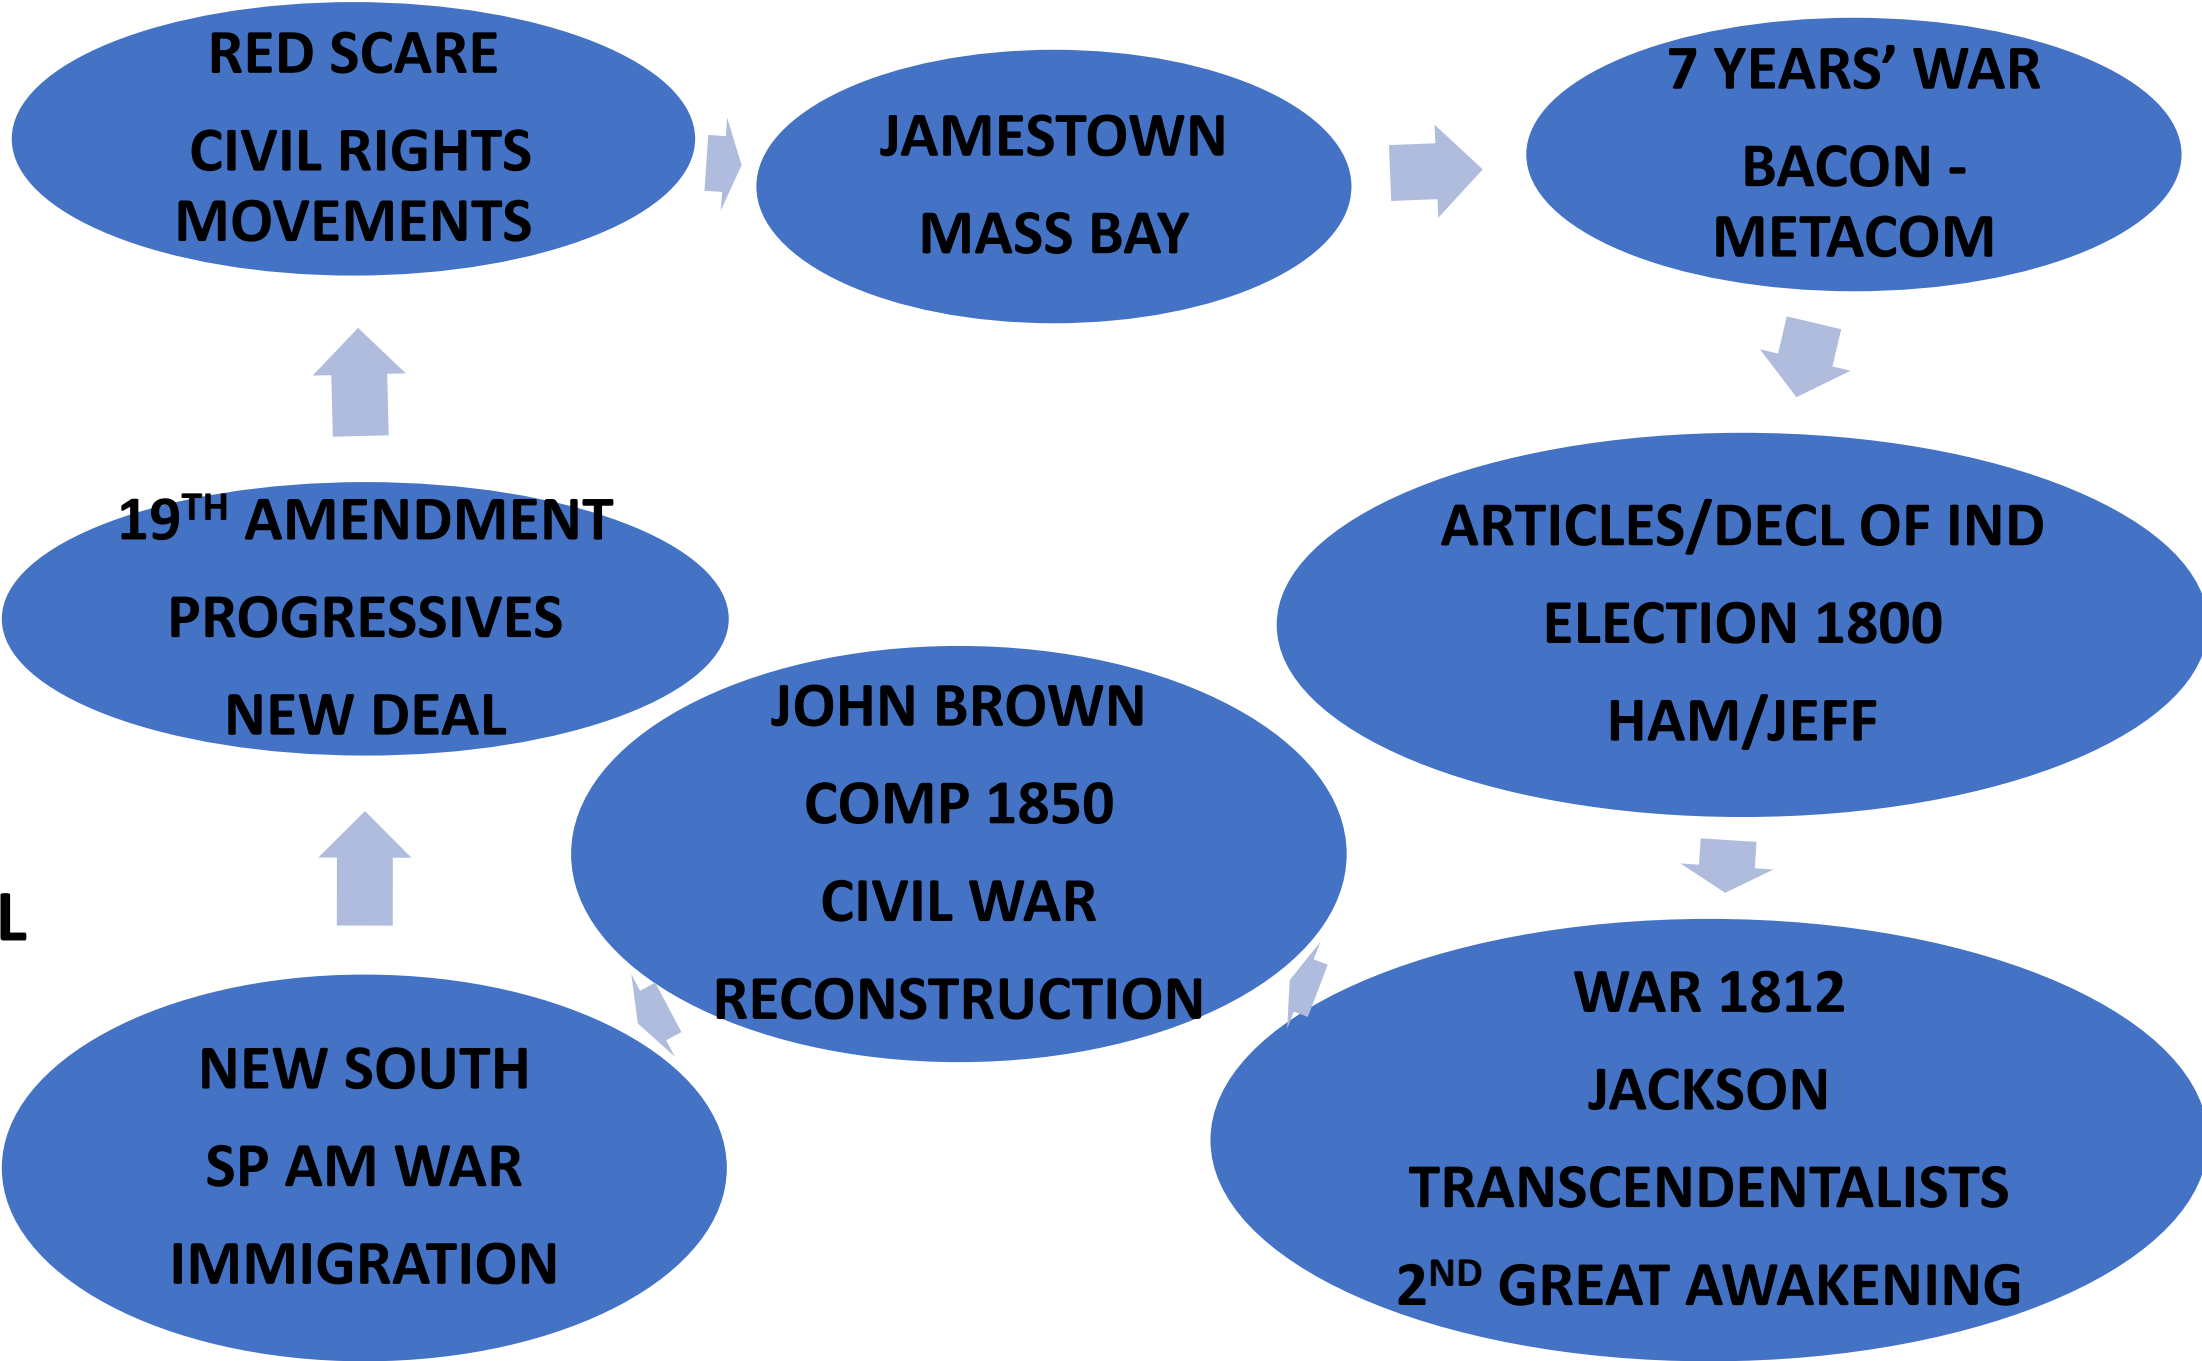 RED SCARE
CIVIL RIGHTS
MOVEMENTS
JAMESTOWN
MASS BAY
7 YEARS’ WAR
BACON -
METACOM
ARTICLES/DECL OF IND
ELECTION 1800
HAM/JEFF
WAR 1812
JACKSON
TRANSCENDENTALISTS
2ND GREAT AWAKENING
JOHN BROWN
COMP 1850
CIVIL WAR
RECONSTRUCTION
NEW SOUTH
SP AM WAR
IMMIGRATION
19TH AMENDMENT
PROGRESSIVES
NEW DEAL
L